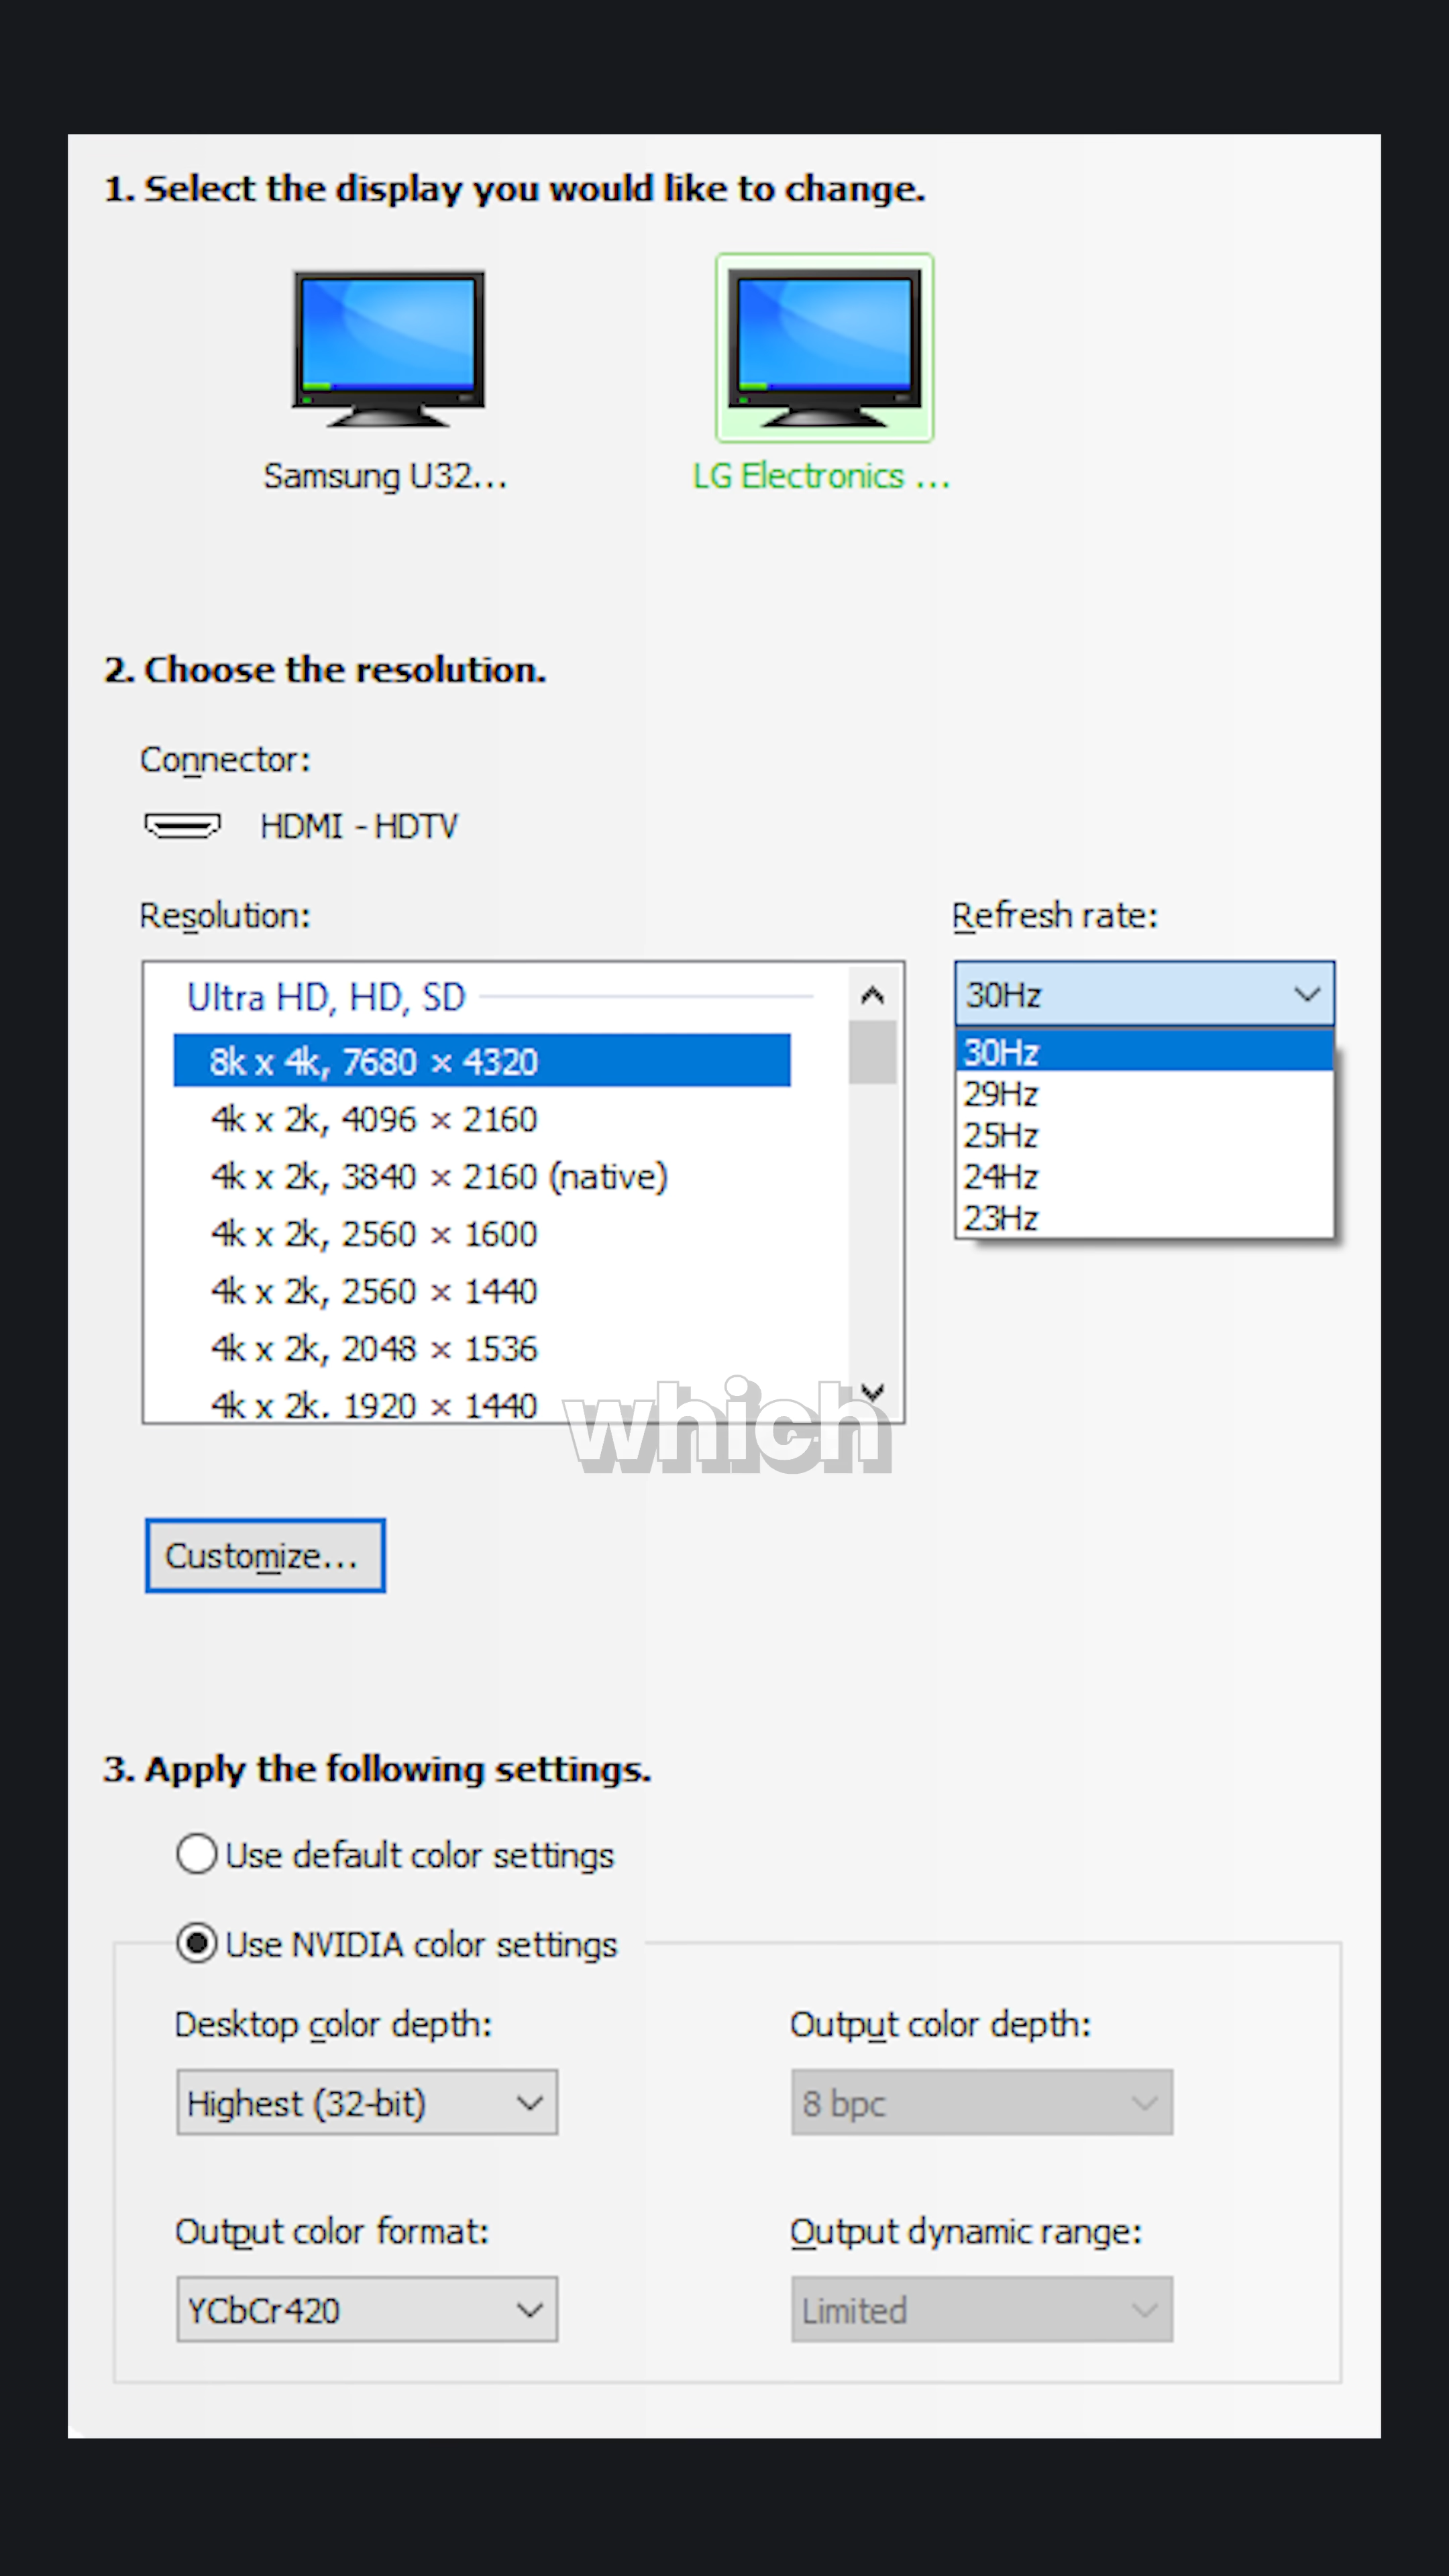 1. Select the display you would like to change.
Samsung U32...
LG Electronics ...
2. Choose the resolution.
Connector:
HDMI - HDTV
Resolution:
Refresh rate:
Ultra HD, HD, SD
8k x 4k, 7680 × 4320
4k x 2k, 4096 × 2160
4k x 2k, 3840 × 2160 (native)
4k x 2k, 2560 × 1600
4k x 2k, 2560 × 1440
4k x 2k, 2048 × 1536
4k x 2k. 1920 × 1440
30Hz
30Hz
29Hz
25Hz
24Hz
23Hz
which
Customize...
3. Apply the following settings.
Use default color settings
Use NVIDIA color settings
Desktop color depth:
Output color depth:
Highest (32-bit)
8 bpc
Output color format:
Output dynamic range:
YCbCr420
Limited